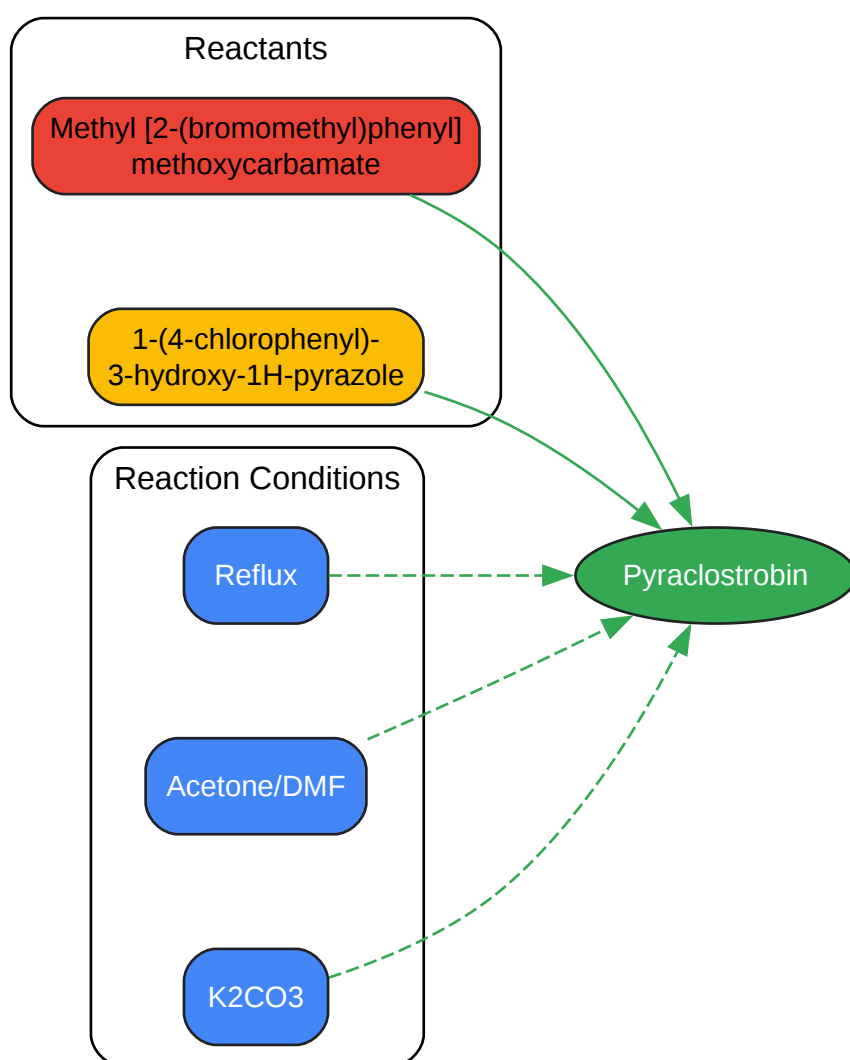 Reactants
Methyl [2-(bromomethyl)phenyl]
methoxycarbamate
1-(4-chlorophenyl)-
3-hydroxy-1H-pyrazole
Reaction Conditions
Reflux
Pyraclostrobin
Acetone/DMF
K2CO3